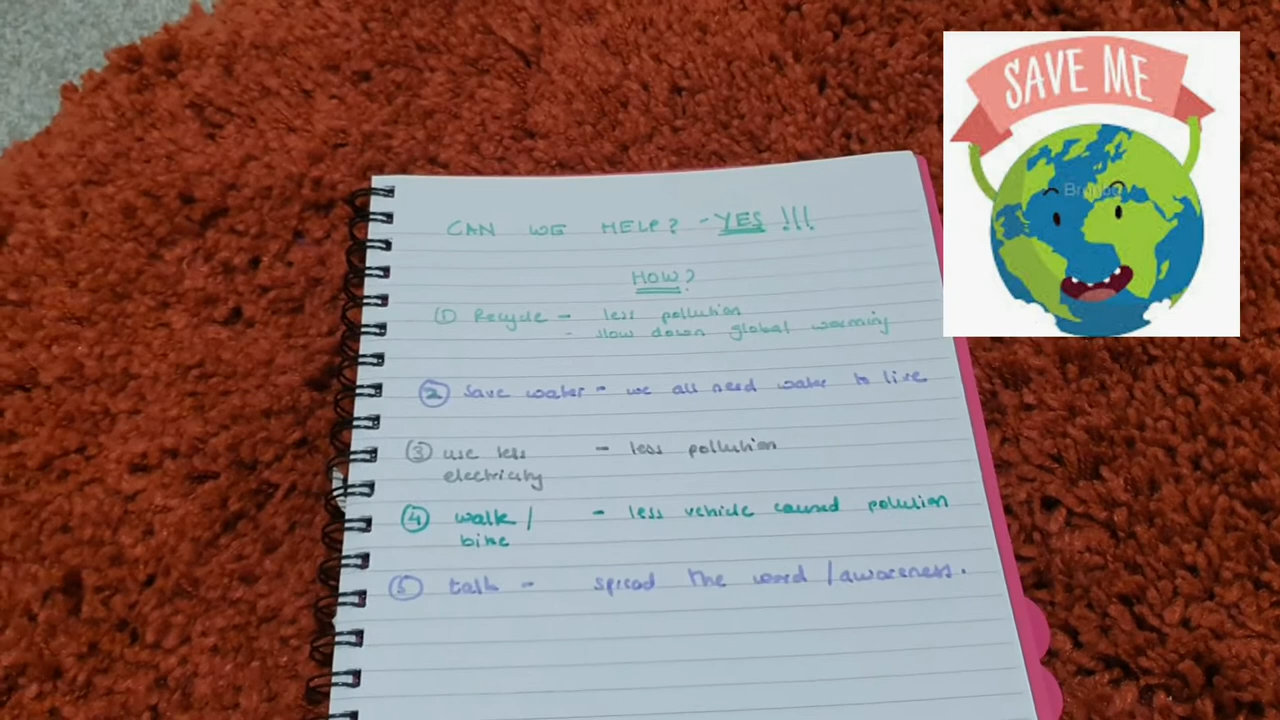 CAN WE HELP? - YES !!!
HOW?
① Recycle - less pollution
- slow down global warming
② Save water - we all need water to live
③ use less - less pollution
electricity
④ walk / - less vehicle caused pollution
bike
⑤ talk - spread the word / awareness.
SAVE ME